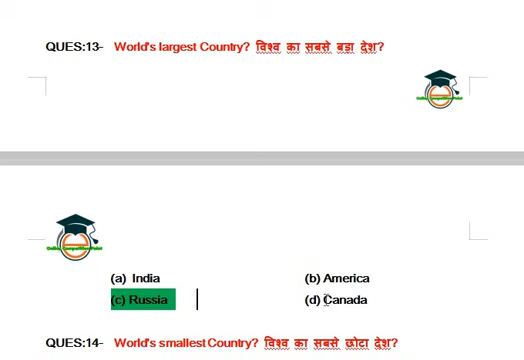 QUES:13- World's largest Country? विश्व का सबसे बड़ा देश?
(a) India (b) America
(c) Russia (d) Canada
QUES:14- World's smallest Country? विश्व का सबसे छोटा देश?